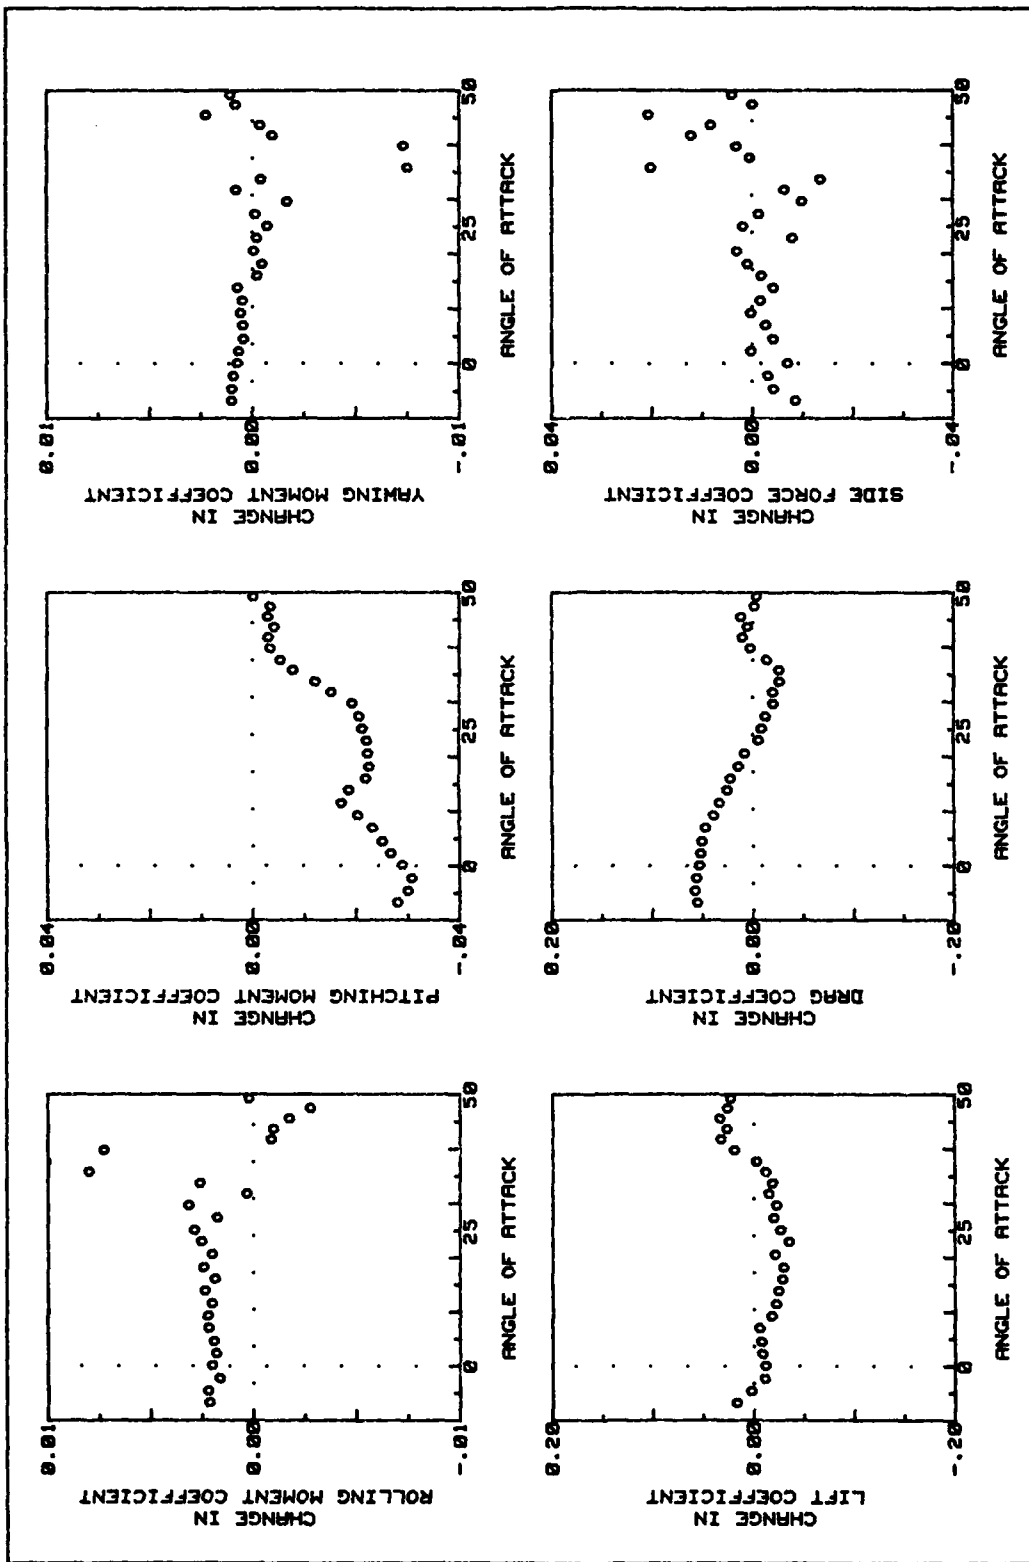 CHANGE IN
ROLLING MOMENT COEFFICIENT
0.01
0.00
-.01
0
25
50
ANGLE OF ATTACK
CHANGE IN
PITCHING MOMENT COEFFICIENT
0.04
0.00
-.04
0
25
50
ANGLE OF ATTACK
CHANGE IN
YAWING MOMENT COEFFICIENT
0.01
0.00
-.01
0
25
50
ANGLE OF ATTACK
CHANGE IN
LIFT COEFFICIENT
0.20
0.00
-.20
0
25
50
ANGLE OF ATTACK
CHANGE IN
DRAG COEFFICIENT
0.20
0.00
-.20
0
25
50
ANGLE OF ATTACK
CHANGE IN
SIDE FORCE COEFFICIENT
0.04
0.00
-.04
0
25
50
ANGLE OF ATTACK